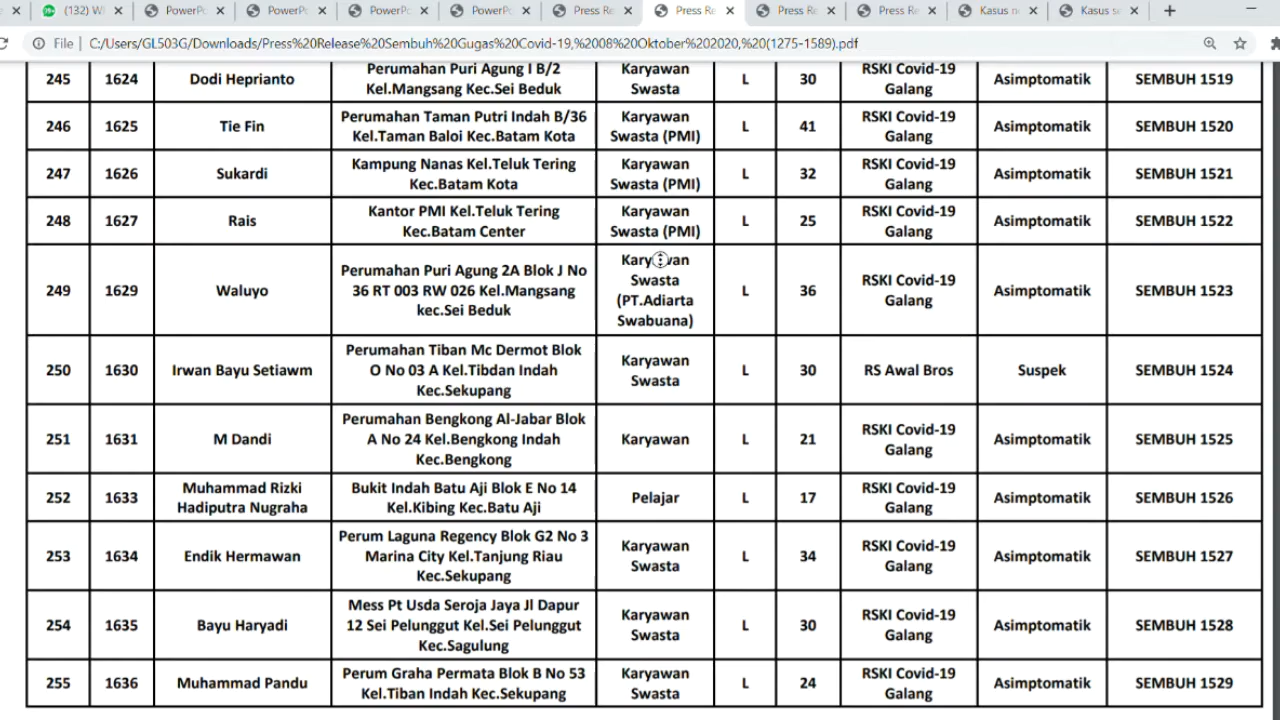 (132) W
PowerPo
PowerPo
PowerPo
PowerPo
Press Re
Press Re
Press Re
Press Re
Kasus
Kasus
File | C:/Users/GL503G/Downloads/Press%20Release%20Sembuh%20Gugas%20Covid-19,%2008%20Oktober%202020,%20(1275-1589).pdf
245 1624 Dodi Heprianto Perumahan Puri Agung I B/2 Karyawan L 30 RSKI Covid-19 Asimptomatik SEMBUH 1519
Kel.Mangsang Kec.Sei Beduk Swasta Galang
246 1625 Tie Fin Perumahan Taman Putri Indah B/36 Karyawan L 41 RSKI Covid-19 Asimptomatik SEMBUH 1520
Kel.Taman Baloi Kec.Batam Kota Swasta (PMI) Galang
247 1626 Sukardi Kampung Nanas Kel.Teluk Tering Karyawan L 32 RSKI Covid-19 Asimptomatik SEMBUH 1521
Kec.Batam Kota Swasta (PMI) Galang
248 1627 Rais Kantor PMI Kel.Teluk Tering Karyawan L 25 RSKI Covid-19 Asimptomatik SEMBUH 1522
Kec.Batam Center Swasta (PMI) Galang
249 1629 Waluyo Perumahan Puri Agung 2A Blok J No Karyawan L 36 RSKI Covid-19 Asimptomatik SEMBUH 1523
36 RT 003 RW 026 Kel.Mangsang Swasta Galang
kec.Sei Beduk (PT.Adiarta
Swabuana)
250 1630 Irwan Bayu Setiawm Perumahan Tiban Mc Dermot Blok Karyawan L 30 RS Awal Bros Suspek SEMBUH 1524
O No 03 A Kel.Tibdan Indah Swasta
Kec.Sekupang
251 1631 M Dandi Perumahan Bengkong Al-Jabar Blok Karyawan L 21 RSKI Covid-19 Asimptomatik SEMBUH 1525
A No 24 Kel.Bengkong Indah Galang
Kec.Bengkong
252 1633 Muhammad Rizki Bukit Indah Batu Aji Blok E No 14 Pelajar L 17 RSKI Covid-19 Asimptomatik SEMBUH 1526
Hadiputra Nugraha Kel.Kibing Kec.Batu Aji Galang
253 1634 Endik Hermawan Perum Laguna Regency Blok G2 No 3 Karyawan L 34 RSKI Covid-19 Asimptomatik SEMBUH 1527
Marina City Kel.Tanjung Riau Swasta Galang
Kec.Sekupang
254 1635 Bayu Haryadi Mess Pt Usda Seroja Jaya Jl Dapur Karyawan L 30 RSKI Covid-19 Asimptomatik SEMBUH 1528
12 Sei Pelunggut Kel.Sei Pelunggut Swasta Galang
Kec.Sagulung
255 1636 Muhammad Pandu Perum Graha Permata Blok B No 53 Karyawan L 24 RSKI Covid-19 Asimptomatik SEMBUH 1529
Kel.Tiban Indah Kec.Sekupang Swasta Galang